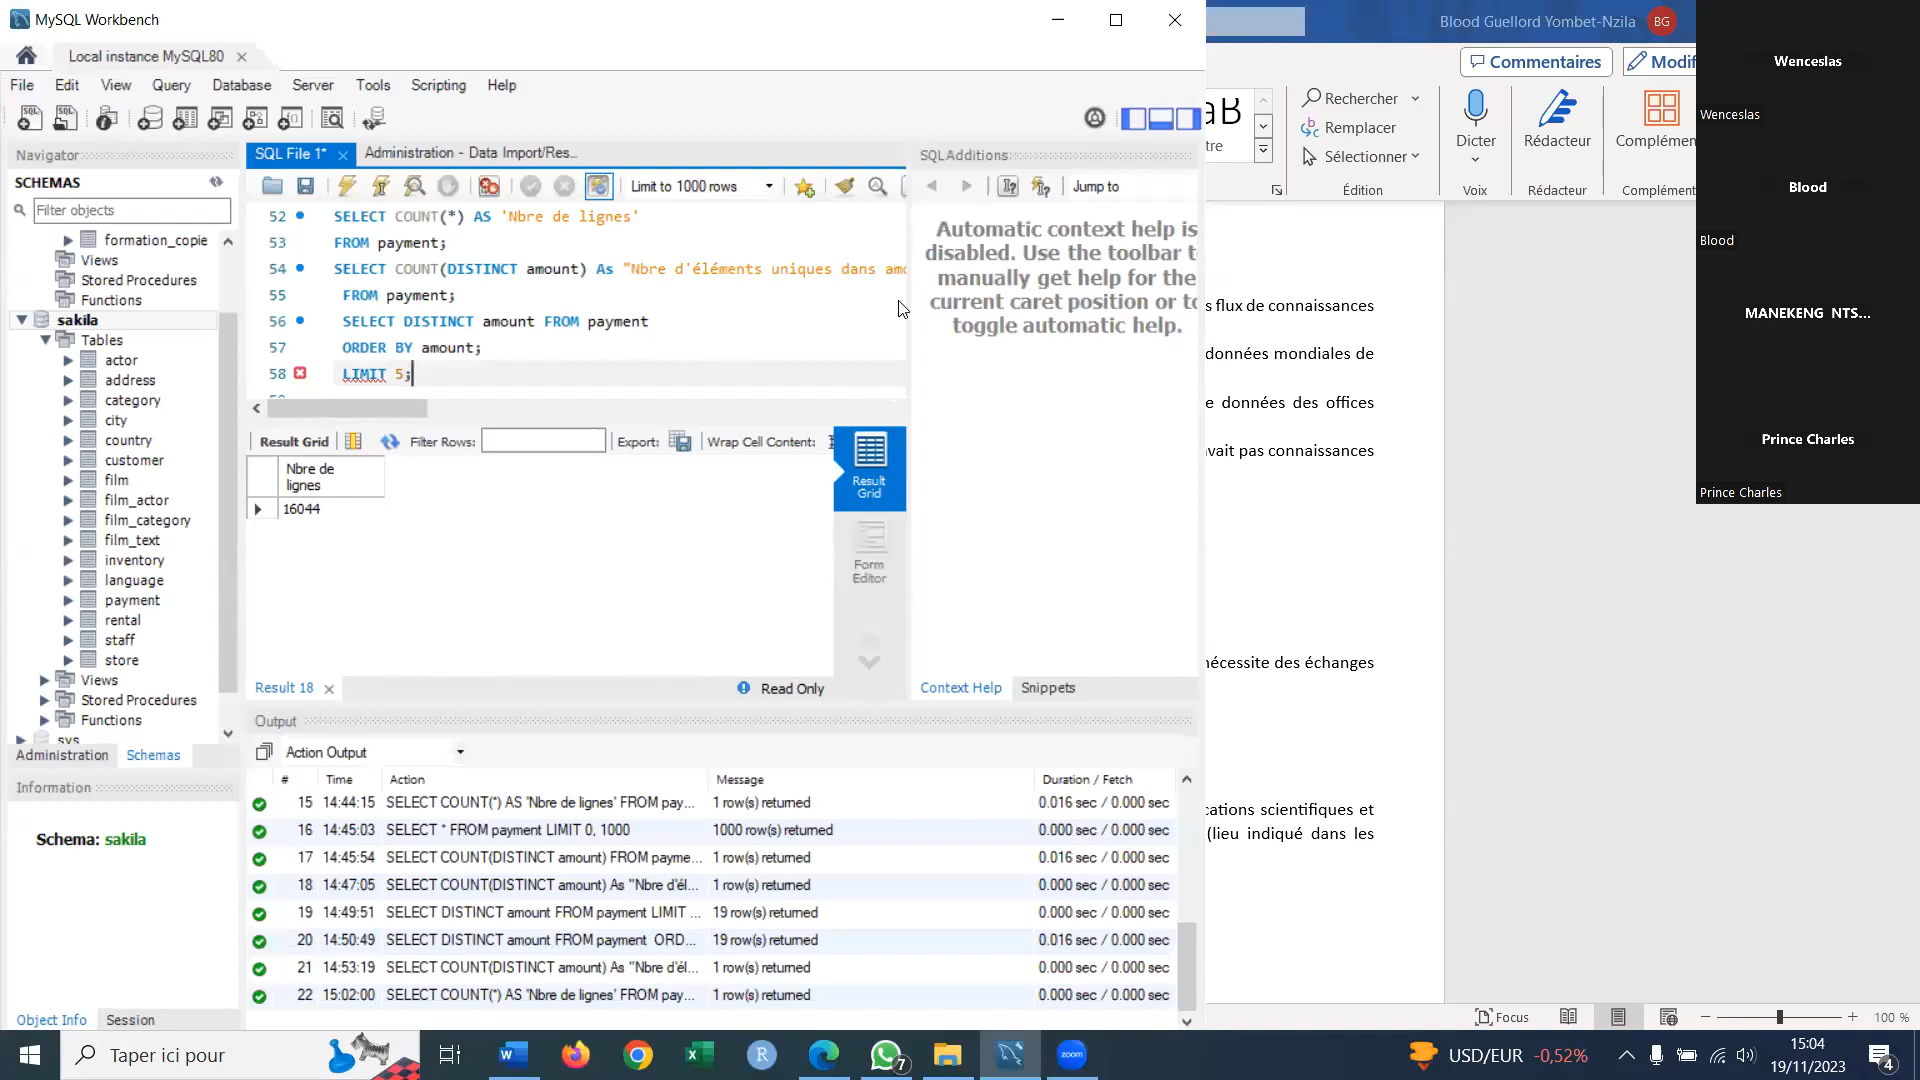 MySQL Workbench
Local instance MySQL80
File Edit View Query Database Server Tools Scripting Help
Navigator
SCHEMAS
Filter objects
formation_copie
Views
Stored Procedures
Functions
sakila
Tables
actor
address
category
city
country
customer
film
film_actor
film_category
film_text
inventory
language
payment
rental
staff
store
Views
Stored Procedures
Functions
sys
Administration Schemas
Information
Schema: sakila
Object Info Session
SQL File 1* Administration - Data Import/Res...
Limit to 1000 rows
52 SELECT COUNT(*) AS 'Nbre de lignes'
53 FROM payment;
54 SELECT COUNT(DISTINCT amount) As "Nbre d'éléments uniques dans amo
55 FROM payment;
56 SELECT DISTINCT amount FROM payment
57 ORDER BY amount;
58 LIMIT 5;
Result Grid Filter Rows: Export: Wrap Cell Content:
Nbre de
lignes
16044
Result
Grid
Form
Editor
Result 18 Read Only
SQLAdditions
Jump to
Automatic context help is
disabled. Use the toolbar t
manually get help for the
current caret position or to
toggle automatic help.
Context Help Snippets
Output
Action Output
# Time Action Message Duration / Fetch
15 14:44:15 SELECT COUNT(*) AS 'Nbre de lignes' FROM pay... 1 row(s) returned 0.016 sec / 0.000 sec
16 14:45:03 SELECT * FROM payment LIMIT 0, 1000 1000 row(s) returned 0.000 sec / 0.000 sec
17 14:45:54 SELECT COUNT(DISTINCT amount) FROM payme... 1 row(s) returned 0.016 sec / 0.000 sec
18 14:47:05 SELECT COUNT(DISTINCT amount) As "Nbre d'él... 1 row(s) returned 0.000 sec / 0.000 sec
19 14:49:51 SELECT DISTINCT amount FROM payment LIMIT ... 19 row(s) returned 0.000 sec / 0.000 sec
20 14:50:49 SELECT DISTINCT amount FROM payment ORD... 19 row(s) returned 0.016 sec / 0.000 sec
21 14:53:19 SELECT COUNT(DISTINCT amount) As "Nbre d'él... 1 row(s) returned 0.000 sec / 0.000 sec
22 15:02:00 SELECT COUNT(*) AS 'Nbre de lignes' FROM pay... 1 row(s) returned 0.000 sec / 0.000 sec
Blood Guellord Yombet-Nzila BG
Commentaires Modif
aB
tre
Rechercher
Remplacer
Sélectionner
Édition
Dicter
Voix
Rédacteur
Rédacteur
Complémen
Complément
s flux de connaissances
données mondiales de
e données des offices
vait pas connaissances
nécessite des échanges
cations scientifiques et
(lieu indiqué dans les
Focus 100 %
Wenceslas
Wenceslas
Blood
Blood
MANEKENG NTS...
Prince Charles
Prince Charles
Taper ici pour
W
X
R
7
zoom
USD/EUR -0,52%
15:04
19/11/2023
4